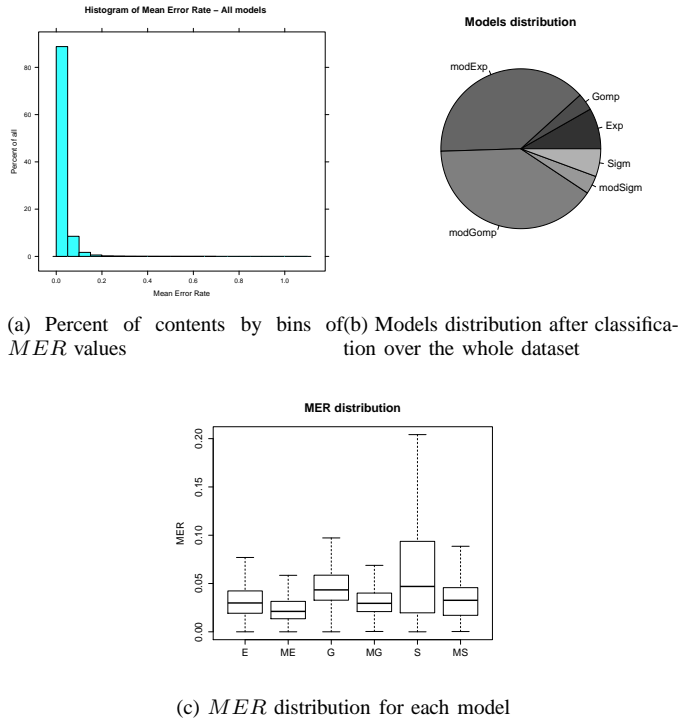 Histogram of Mean Error Rate – All models
Percent of all
80
60
40
20
0
0.0 0.2 0.4 0.6 0.8 1.0
Mean Error Rate
Models distribution
modExp
Gomp
Exp
Sigm
modSigm
modGomp
(a) Percent of contents by bins of
MER values
(b) Models distribution after classifica-
tion over the whole dataset
MER distribution
MER
0.20
0.15
0.10
0.05
0.00
E ME G MG S MS
(c) MER distribution for each model